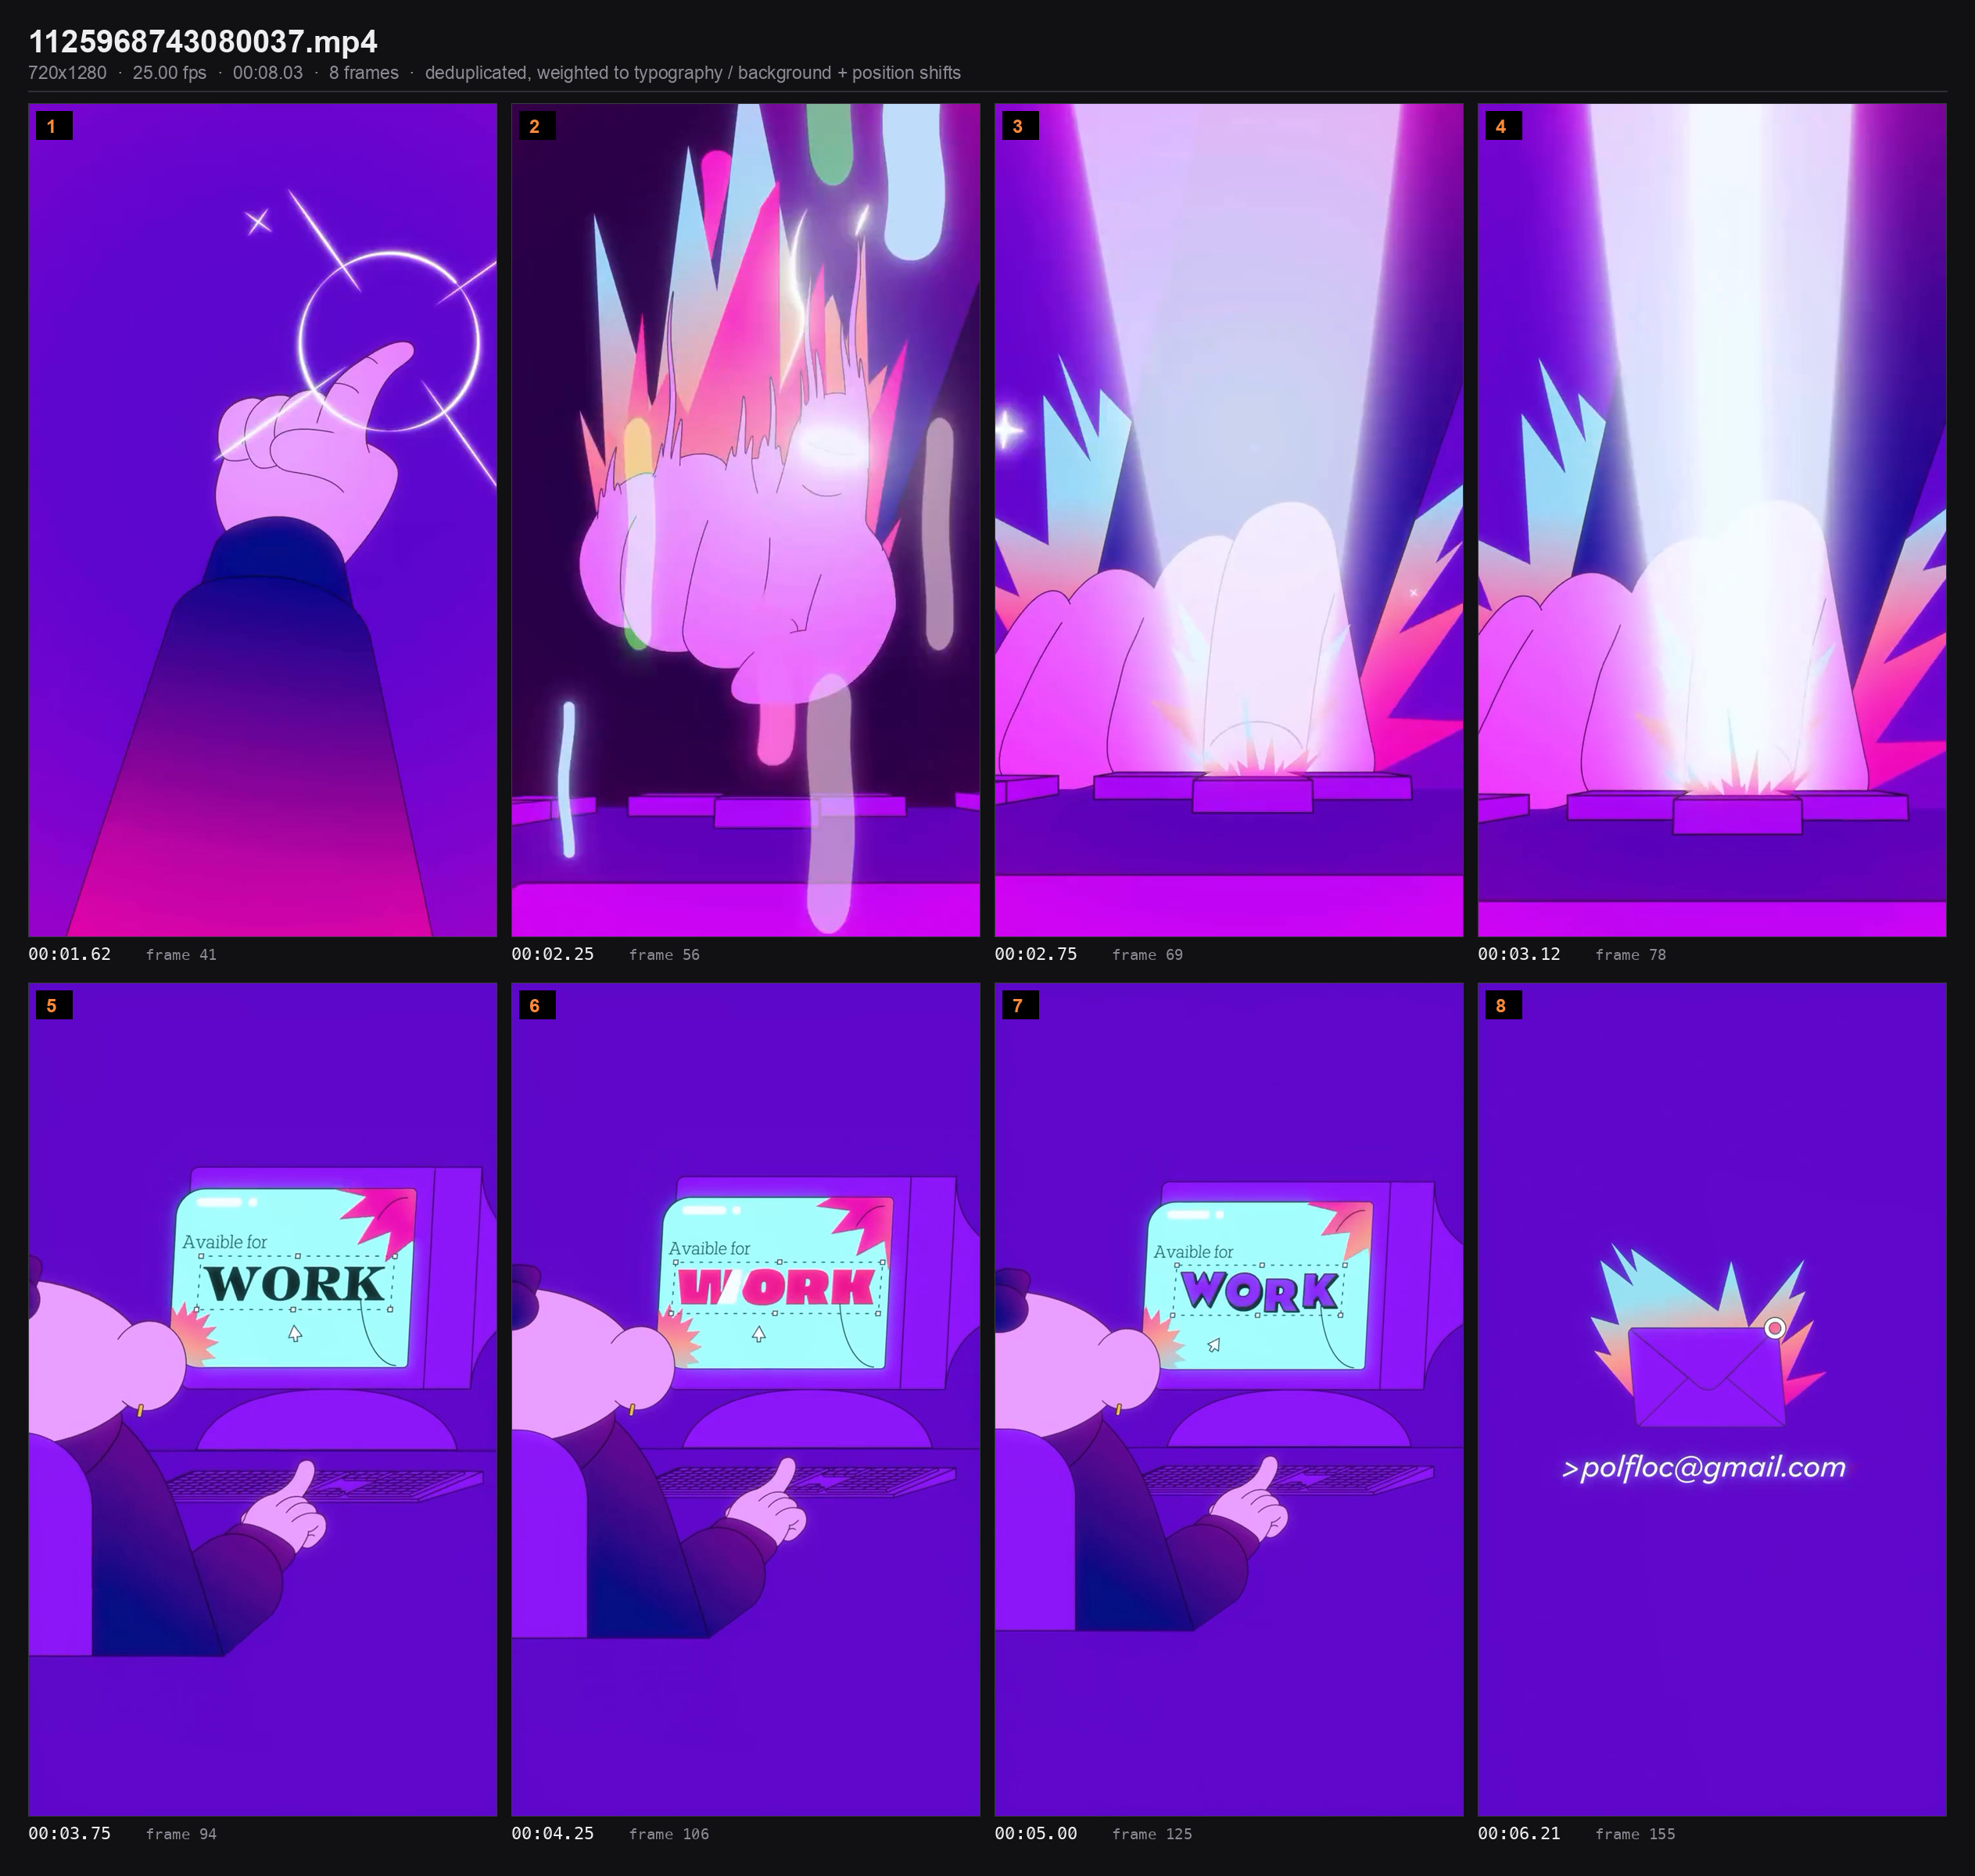 1125968743080037.mp4
720x1280 · 25.00 fps · 00:08.03 · 8 frames · deduplicated, weighted to typography / background + position shifts
1
2
3
4
00:01.62 frame 41
00:02.25 frame 56
00:02.75 frame 69
00:03.12 frame 78
5
Avaible for
WORK
6
Avaible for
WORK
7
Avaible for
WORK
8
>polfloc@gmail.com
00:03.75 frame 94
00:04.25 frame 106
00:05.00 frame 125
00:06.21 frame 155